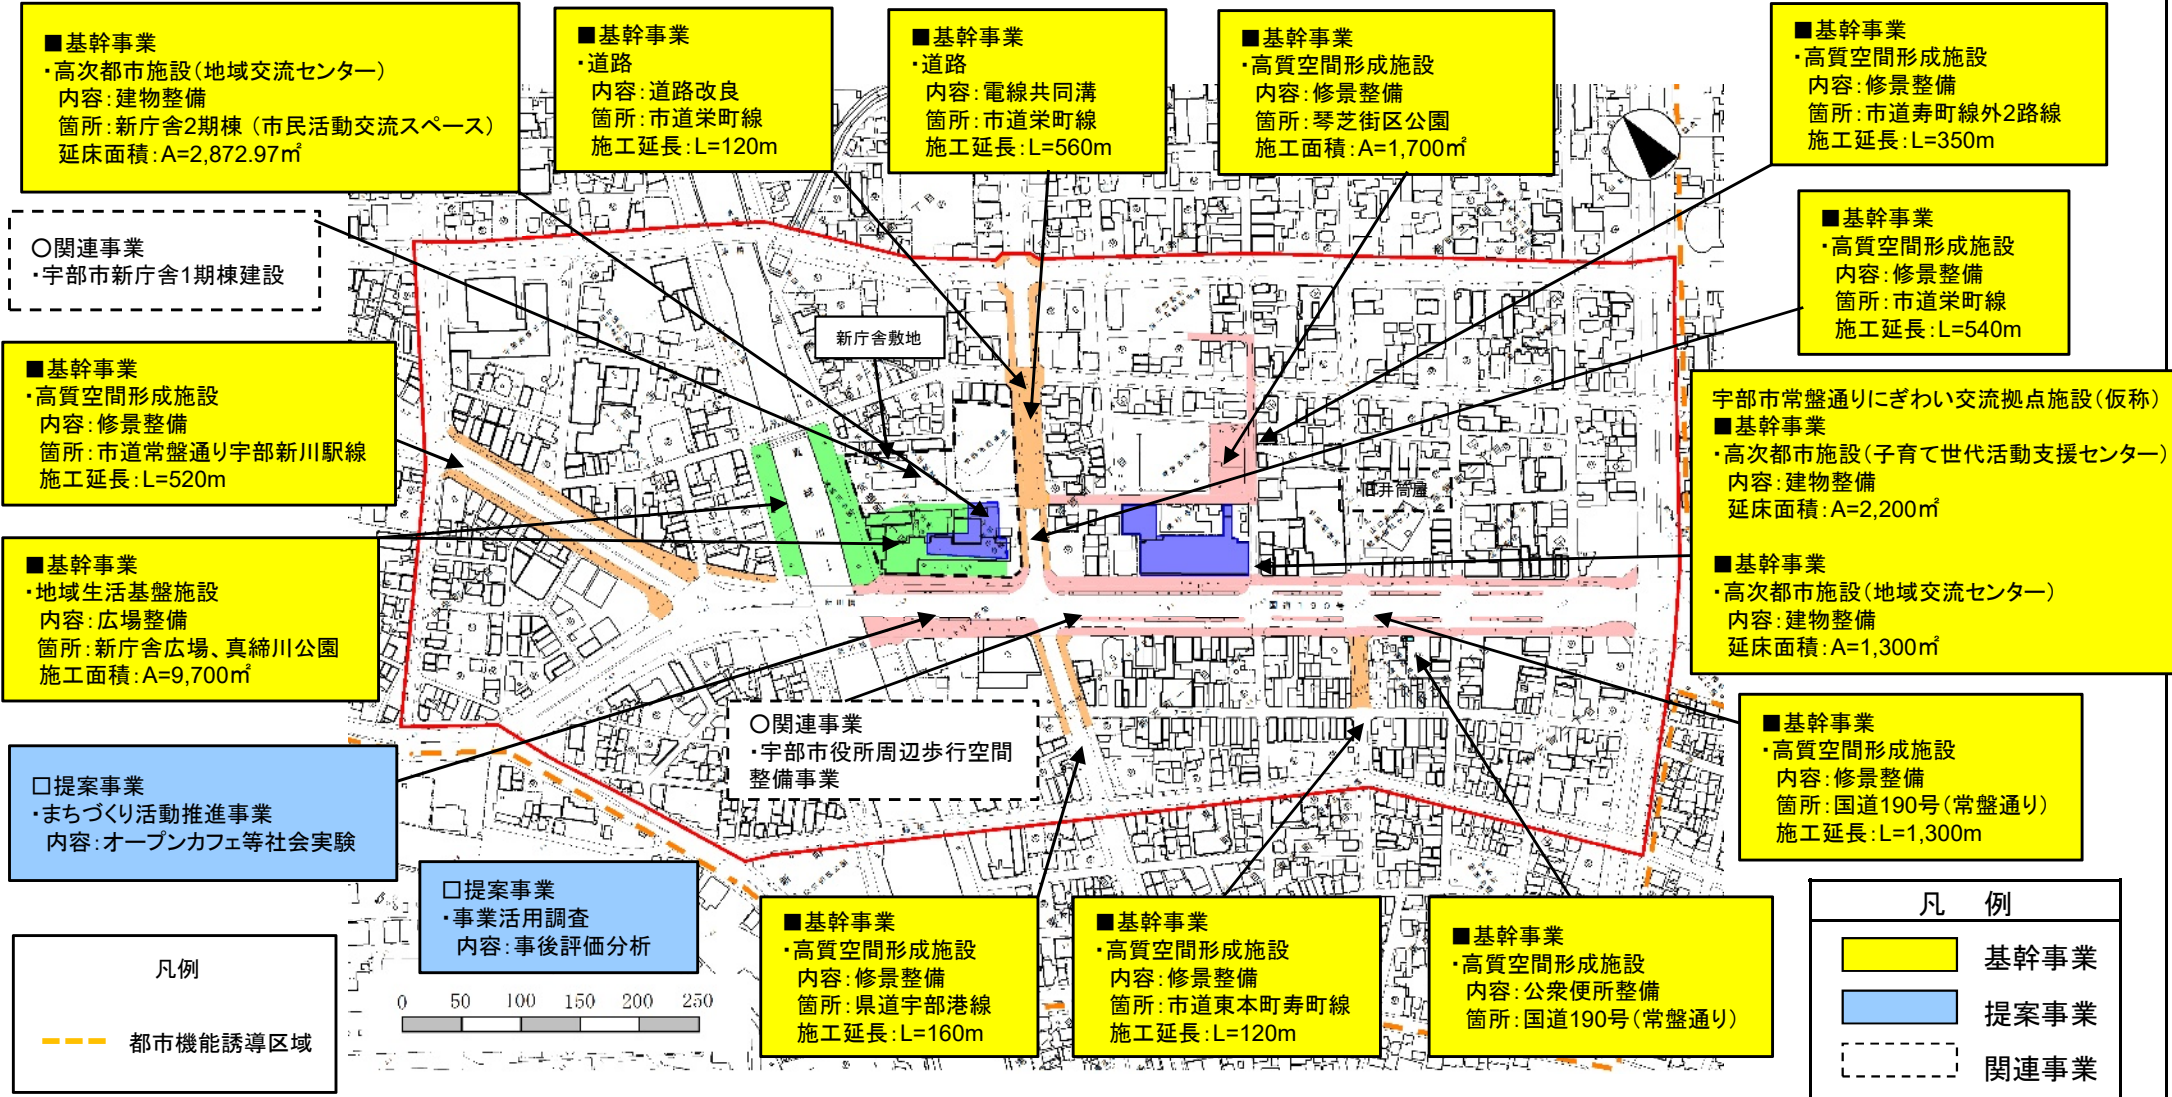 ■基幹事業
・高次都市施設(地域交流センター)
内容：建物整備
箇所：新庁舎2期棟 (市民活動交流スペース)
延床面積：A=2,872.97㎡
■基幹事業
・道路
内容：道路改良
箇所：市道栄町線
施工延長：L=120m
■基幹事業
・道路
内容：電線共同溝
箇所：市道栄町線
施工延長：L=560m
■基幹事業
・高質空間形成施設
内容：修景整備
箇所：琴芝街区公園
施工面積：A=1,700㎡
■基幹事業
・高質空間形成施設
内容：修景整備
箇所：市道寿町線外2路線
施工延長：L=350m
○関連事業
・宇部市新庁舎1期棟建設
■基幹事業
・高質空間形成施設
内容：修景整備
箇所：市道栄町線
施工延長：L=540m
新庁舎敷地
■基幹事業
・高質空間形成施設
内容：修景整備
箇所：市道常盤通り宇部新川駅線
施工延長：L=520m
宇部市常盤通りにぎわい交流拠点施設(仮称)
■基幹事業
・高次都市施設(子育て世代活動支援センター)
内容：建物整備
延床面積：A=2,200㎡
■基幹事業
・高次都市施設(地域交流センター)
内容：建物整備
延床面積：A=1,300㎡
旧井筒屋
■基幹事業
・地域生活基盤施設
内容：広場整備
箇所：新庁舎広場、真締川公園
施工面積：A=9,700㎡
○関連事業
・宇部市役所周辺歩行空間
整備事業
■基幹事業
・高質空間形成施設
内容：修景整備
箇所：国道190号(常盤通り)
施工延長：L=1,300m
□提案事業
・まちづくり活動推進事業
内容：オープンカフェ等社会実験
□提案事業
・事業活用調査
内容：事後評価分析
■基幹事業
・高質空間形成施設
内容：修景整備
箇所：県道宇部港線
施工延長：L=160m
■基幹事業
・高質空間形成施設
内容：修景整備
箇所：市道東本町寿町線
施工延長：L=120m
■基幹事業
・高質空間形成施設
内容：公衆便所整備
箇所：国道190号(常盤通り)
凡 例
基幹事業
提案事業
関連事業
凡例
都市機能誘導区域
0 50 100 150 200 250